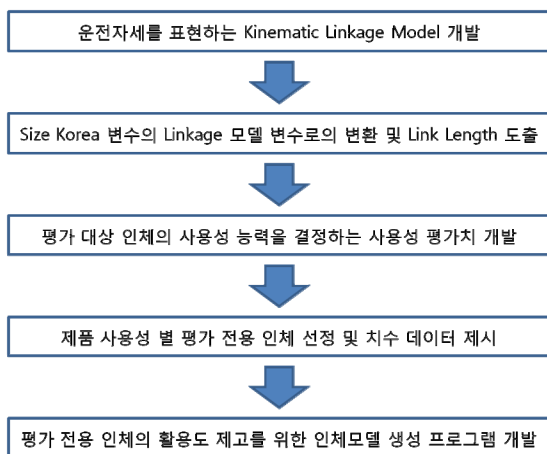 운전자세를 표현하는 Kinematic Linkage Model 개발
Size Korea 변수의 Linkage 모델 변수로의 변환 및 Link Length 도출
평가 대상 인체의 사용성 능력을 결정하는 사용성 평가치 개발
제품 사용성 별 평가 전용 인체 선정 및 치수 데이터 제시
평가 전용 인체의 활용도 제고를 위한 인체모델 생성 프로그램 개발